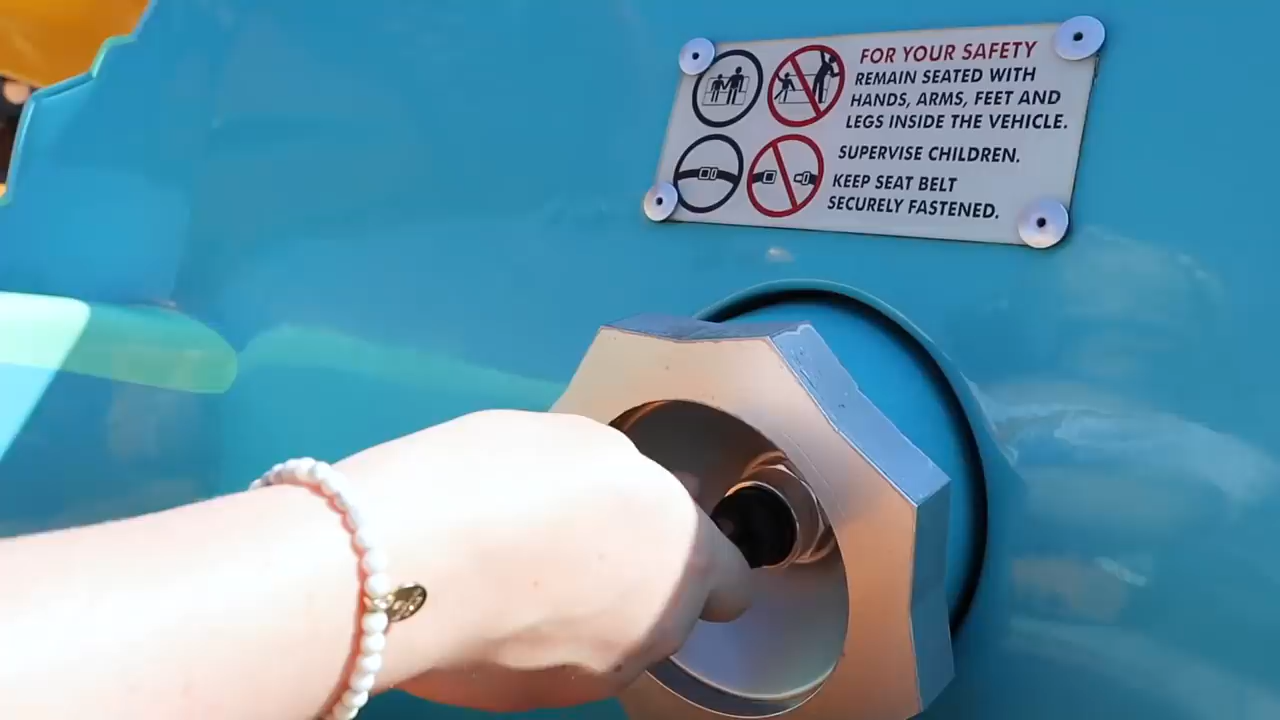 FOR YOUR SAFETY
REMAIN SEATED WITH
HANDS, ARMS, FEET AND
LEGS INSIDE THE VEHICLE.
SUPERVISE CHILDREN.
KEEP SEAT BELT
SECURELY FASTENED.